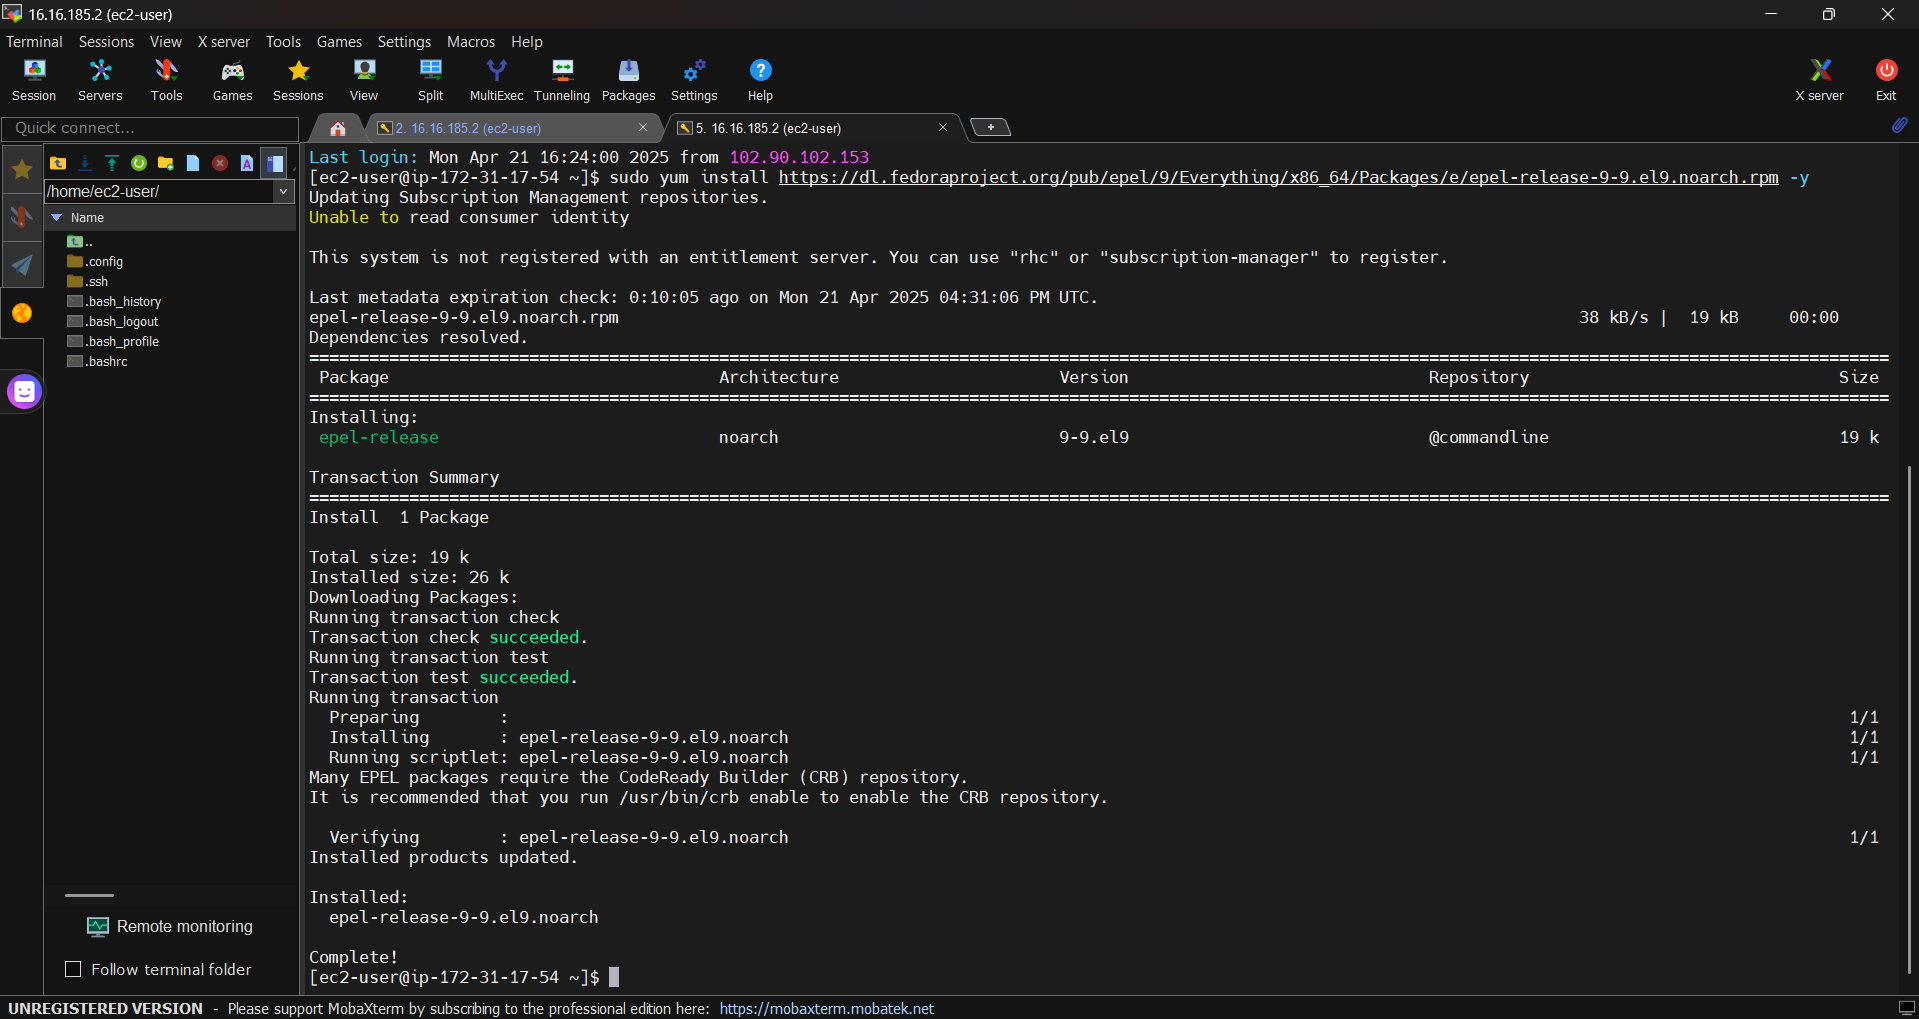 16.16.185.2 (ec2-user)
Terminal Sessions View X server Tools Games Settings Macros Help
Session Servers Tools Games Sessions View Split MultiExec Tunneling Packages Settings Help X server Exit
Quick connect... 2. 16.16.185.2 (ec2-user) 5. 16.16.185.2 (ec2-user)
/home/ec2-user/
Name
..
.config
.ssh
.bash_history
.bash_logout
.bash_profile
.bashrc
Remote monitoring
Follow terminal folder
Last login: Mon Apr 21 16:24:00 2025 from 102.90.102.153
[ec2-user@ip-172-31-17-54 ~]$ sudo yum install https://dl.fedoraproject.org/pub/epel/9/Everything/x86_64/Packages/e/epel-release-9-9.el9.noarch.rpm -y
Updating Subscription Management repositories.
Unable to read consumer identity
This system is not registered with an entitlement server. You can use "rhc" or "subscription-manager" to register.
Last metadata expiration check: 0:10:05 ago on Mon 21 Apr 2025 04:31:06 PM UTC.
epel-release-9-9.el9.noarch.rpm 38 kB/s | 19 kB 00:00
Dependencies resolved.
================================================================================
Package Architecture Version Repository Size
================================================================================
Installing:
epel-release noarch 9-9.el9 @commandline 19 k
Transaction Summary
================================================================================
Install 1 Package
Total size: 19 k
Installed size: 26 k
Downloading Packages:
Running transaction check
Transaction check succeeded.
Running transaction test
Transaction test succeeded.
Running transaction
Preparing : 1/1
Installing : epel-release-9-9.el9.noarch 1/1
Running scriptlet: epel-release-9-9.el9.noarch 1/1
Many EPEL packages require the CodeReady Builder (CRB) repository.
It is recommended that you run /usr/bin/crb enable to enable the CRB repository.
Verifying : epel-release-9-9.el9.noarch 1/1
Installed products updated.
Installed:
epel-release-9-9.el9.noarch
Complete!
[ec2-user@ip-172-31-17-54 ~]$
UNREGISTERED VERSION - Please support MobaXterm by subscribing to the professional edition here: https://mobaxterm.mobatek.net